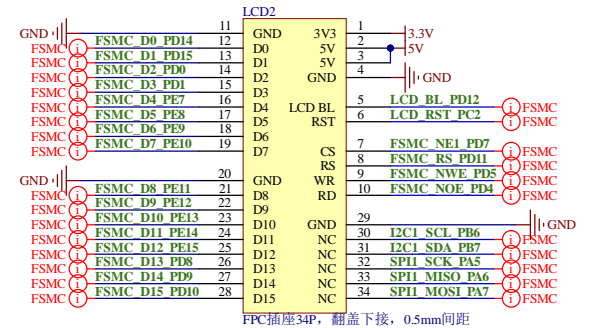 LCD2
GND 11 GND 3V3 1 3.3V
FSMC i FSMC_D0_PD14 12 D0 5V 2 5V
FSMC i FSMC_D1_PD15 13 D1 5V 3
FSMC i FSMC_D2_PD0 14 D2 GND 4 GND
FSMC i FSMC_D3_PD1 15 D3
FSMC i FSMC_D4_PE7 16 D4 LCD BL 5 LCD_BL_PD12 i FSMC
FSMC i FSMC_D5_PE8 17 D5 RST 6 LCD_RST_PC2 i FSMC
FSMC i FSMC_D6_PE9 18 D6
FSMC i FSMC_D7_PE10 19 D7 CS 7 FSMC_NE1_PD7 i FSMC
RS 8 FSMC_RS_PD11 i FSMC
GND 20 GND WR 9 FSMC_NWE_PD5 i FSMC
FSMC i FSMC_D8_PE11 21 D8 RD 10 FSMC_NOE_PD4 i FSMC
FSMC i FSMC_D9_PE12 22 D9
FSMC i FSMC_D10_PE13 23 D10 GND 29 GND
FSMC i FSMC_D11_PE14 24 D11 NC 30 I2C1_SCL_PB6 i FSMC
FSMC i FSMC_D12_PE15 25 D12 NC 31 I2C1_SDA_PB7 i FSMC
FSMC i FSMC_D13_PD8 26 D13 NC 32 SPI1_SCK_PA5 i FSMC
FSMC i FSMC_D14_PD9 27 D14 NC 33 SPI1_MISO_PA6 i FSMC
FSMC i FSMC_D15_PD10 28 D15 NC 34 SPI1_MOSI_PA7 i FSMC
FPC插座34P，翻盖下接，0.5mm间距